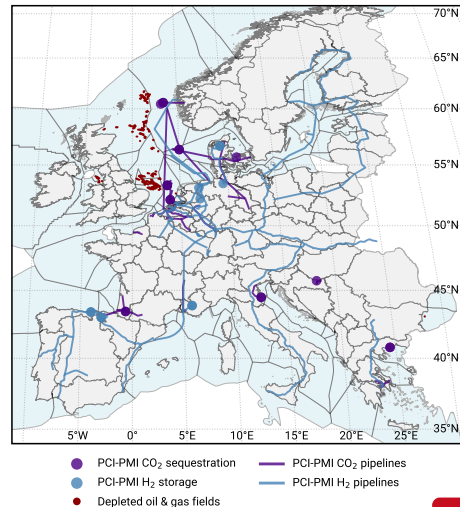 70°N
65°N
60°N
55°N
50°N
45°N
40°N
35°N
5°W 0° 5°E 10°E 15°E 20°E 25°E
PCI-PMI CO₂ sequestration PCI-PMI CO₂ pipelines
PCI-PMI H₂ storage PCI-PMI H₂ pipelines
Depleted oil & gas fields